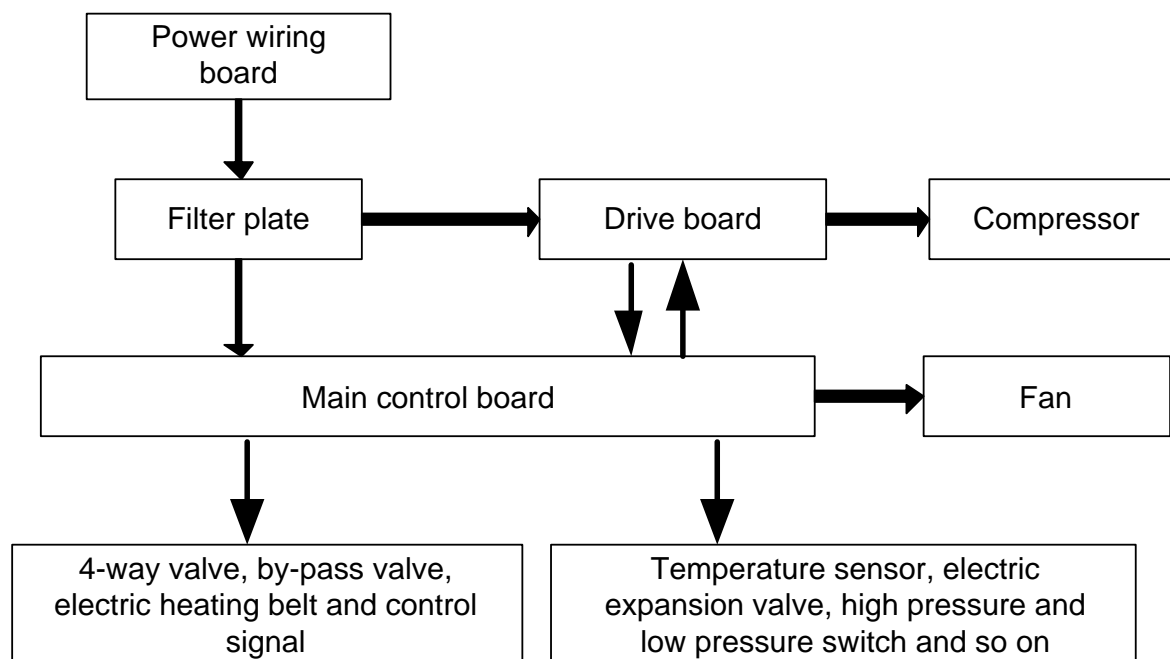 Power wiring
board
Filter plate
Drive board
Compressor
Main control board
Fan
4-way valve, by-pass valve,
electric heating belt and control
signal
Temperature sensor, electric
expansion valve, high pressure and
low pressure switch and so on